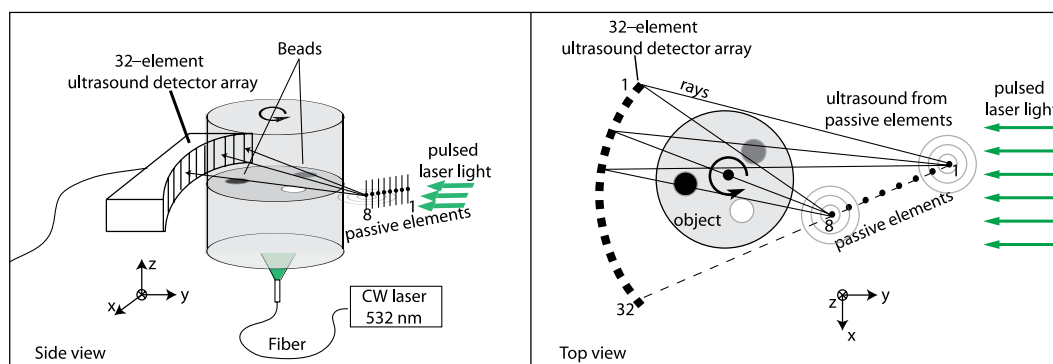 32–element
ultrasound detector array
Beads
pulsed
laser light
8
1
passive elements
z
y
x
CW laser
532 nm
Fiber
Side view
32–element
ultrasound detector array
1
rays
ultrasound from
passive elements
pulsed
laser light
1
object
8
passive elements
32
z
y
x
Top view